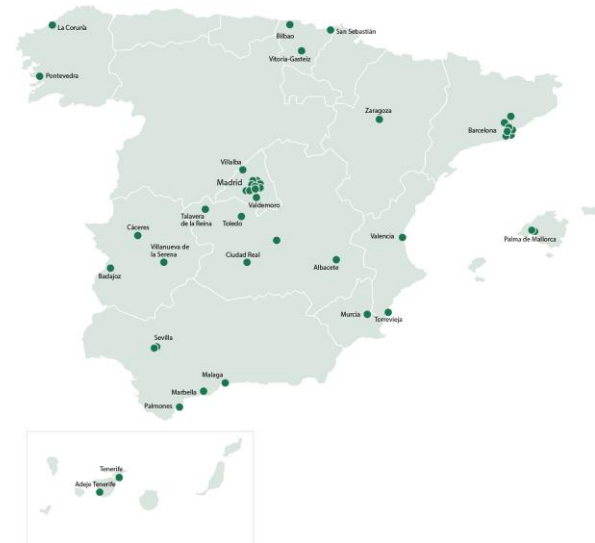 La Coruña
Bilbao
San Sebastián
Vitoria-Gasteiz
Pontevedra
Zaragoza
Barcelona
Villalba
Madrid
Valdemoro
Talavera
de la Reina
Toledo
Cáceres
Valencia
Palma de Mallorca
Villanueva de
la Serena
Ciudad Real
Albacete
Badajoz
Murcia
Torrevieja
Sevilla
Malaga
Marbella
Palmones
Tenerife
Adeje Tenerife